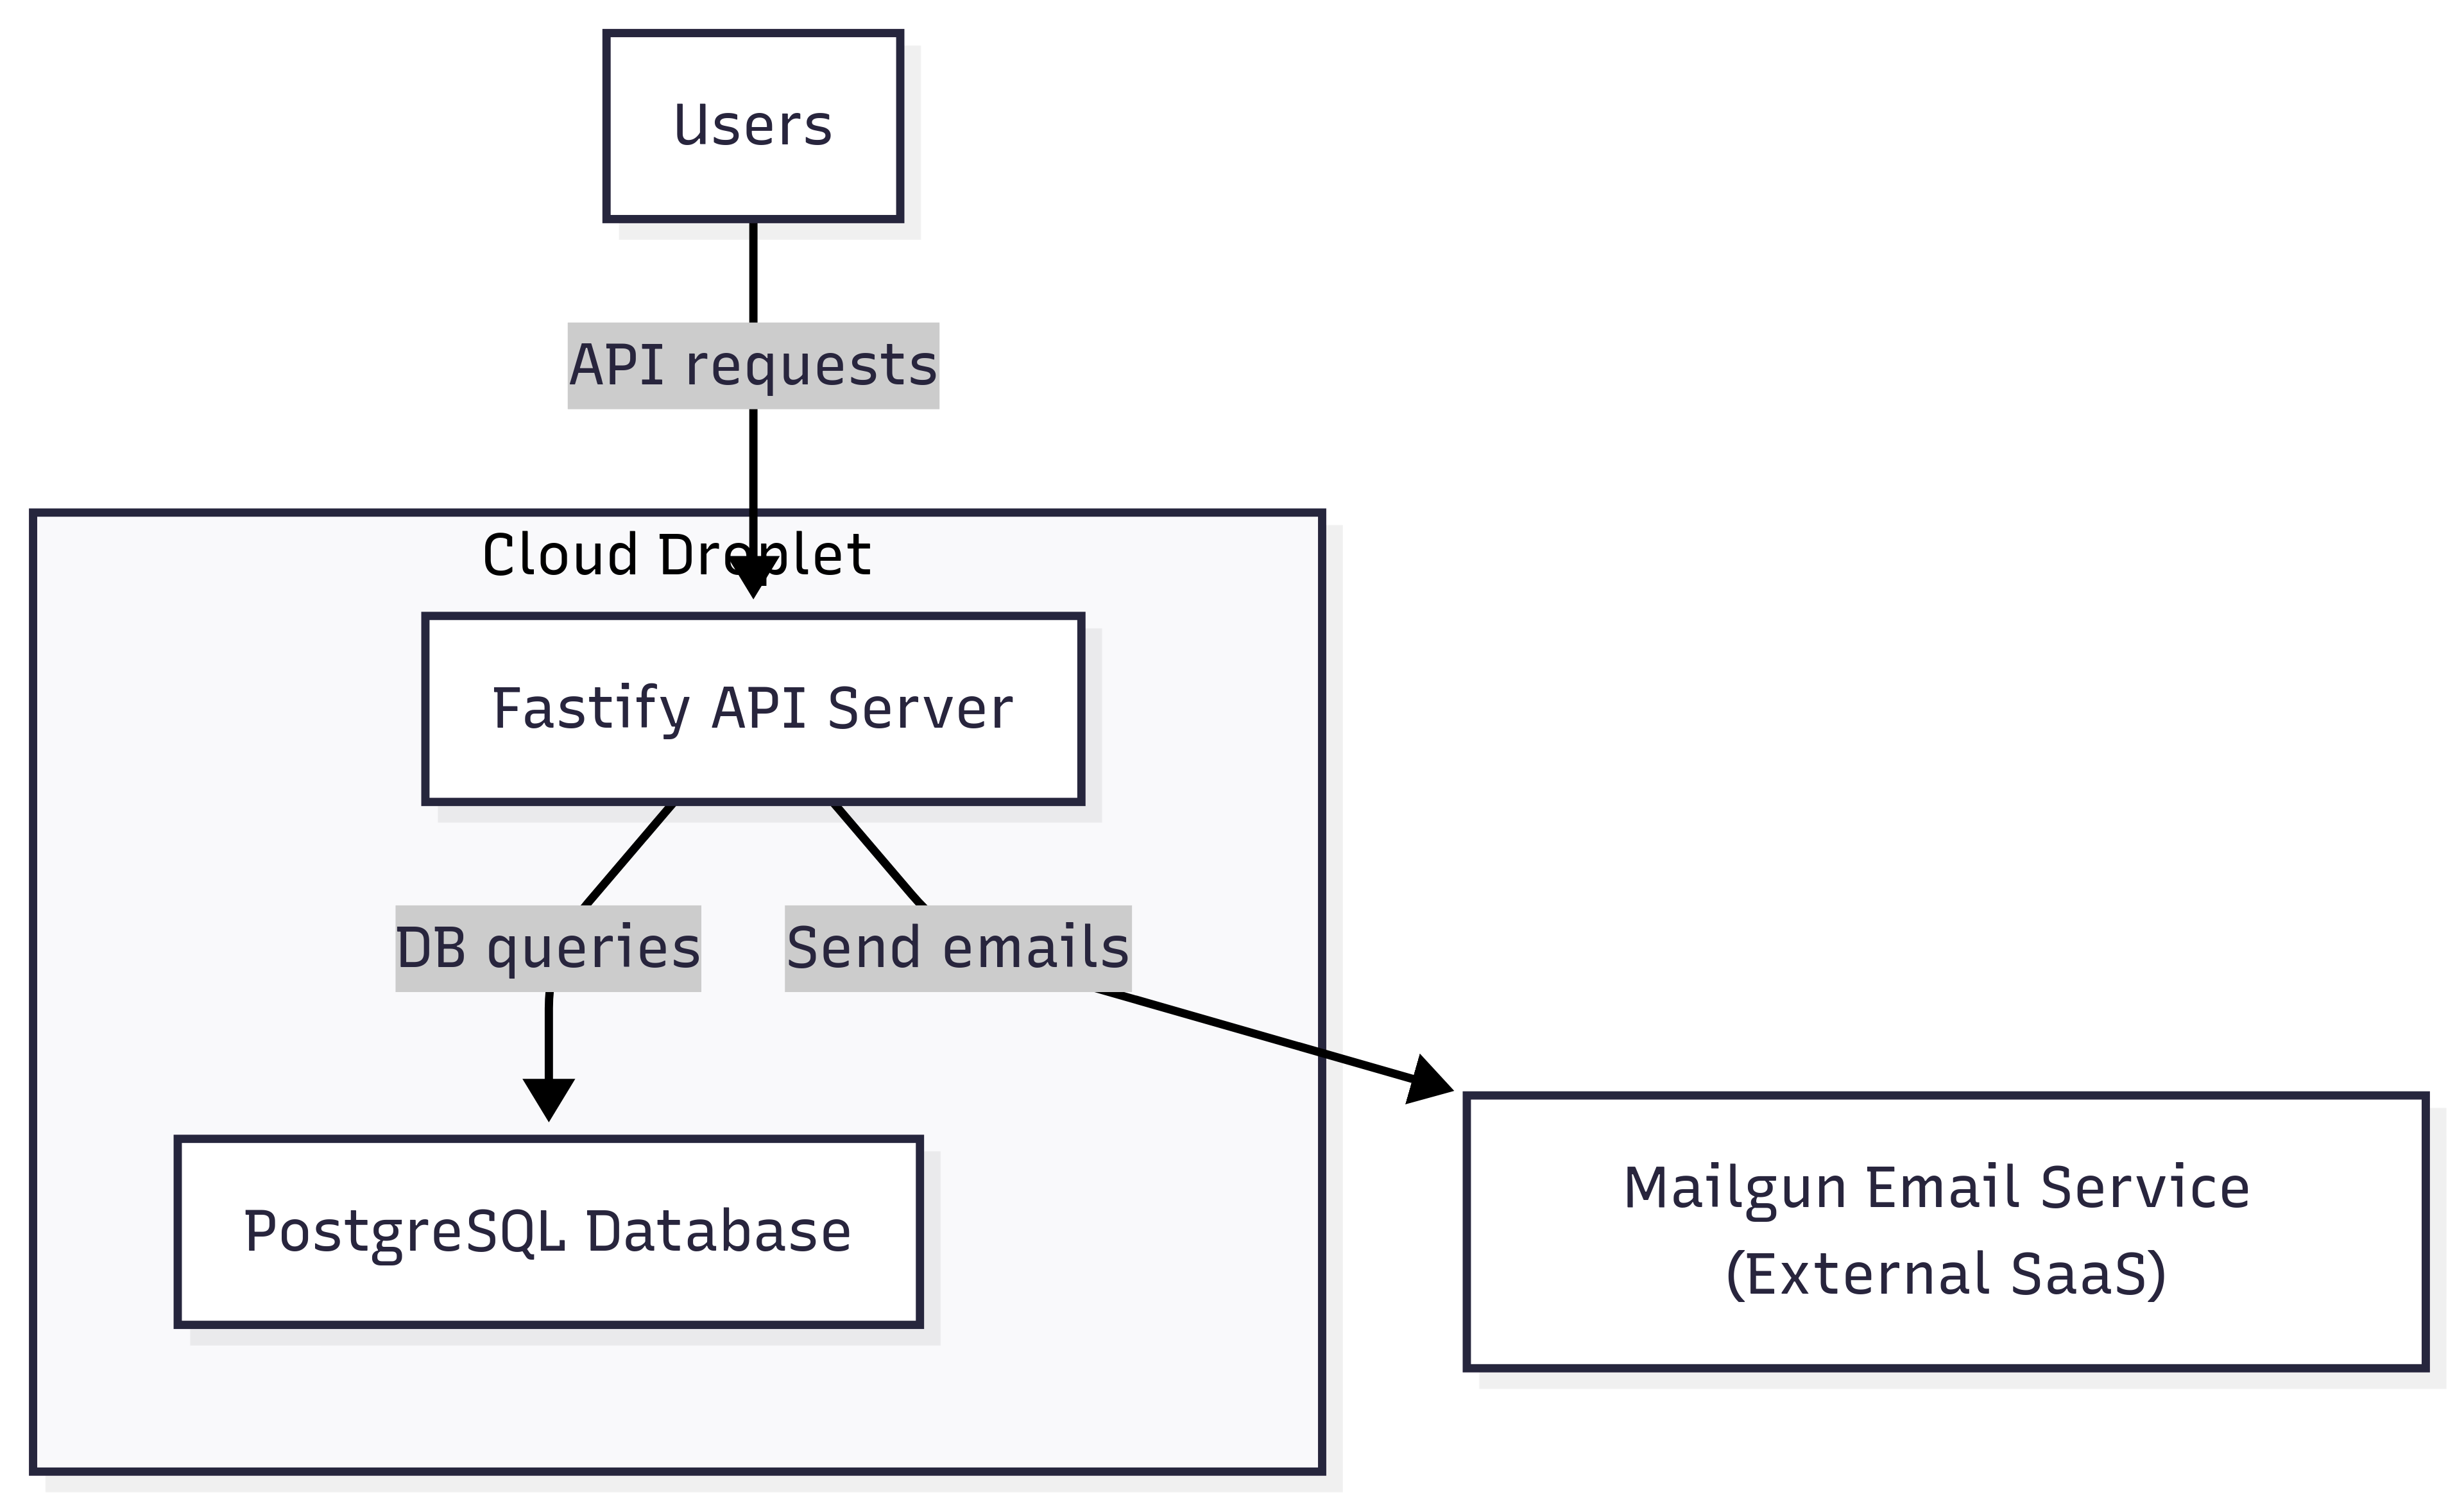 Users
API requests
Cloud Droplet
Fastify API Server
DB queries
Send emails
PostgreSQL Database
Mailgun Email Service
(External SaaS)